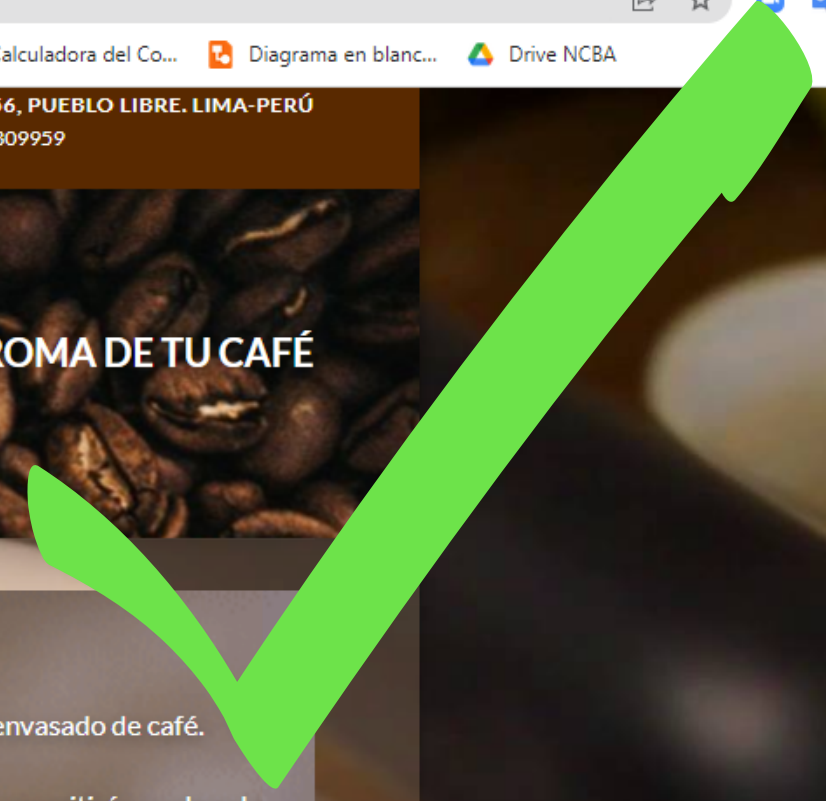 Calculadora del Co...
Diagrama en blanc...
Drive NCBA
56, PUEBLO LIBRE. LIMA-PERÚ
309959
ROMA DE TU CAFÉ
envasado de café.